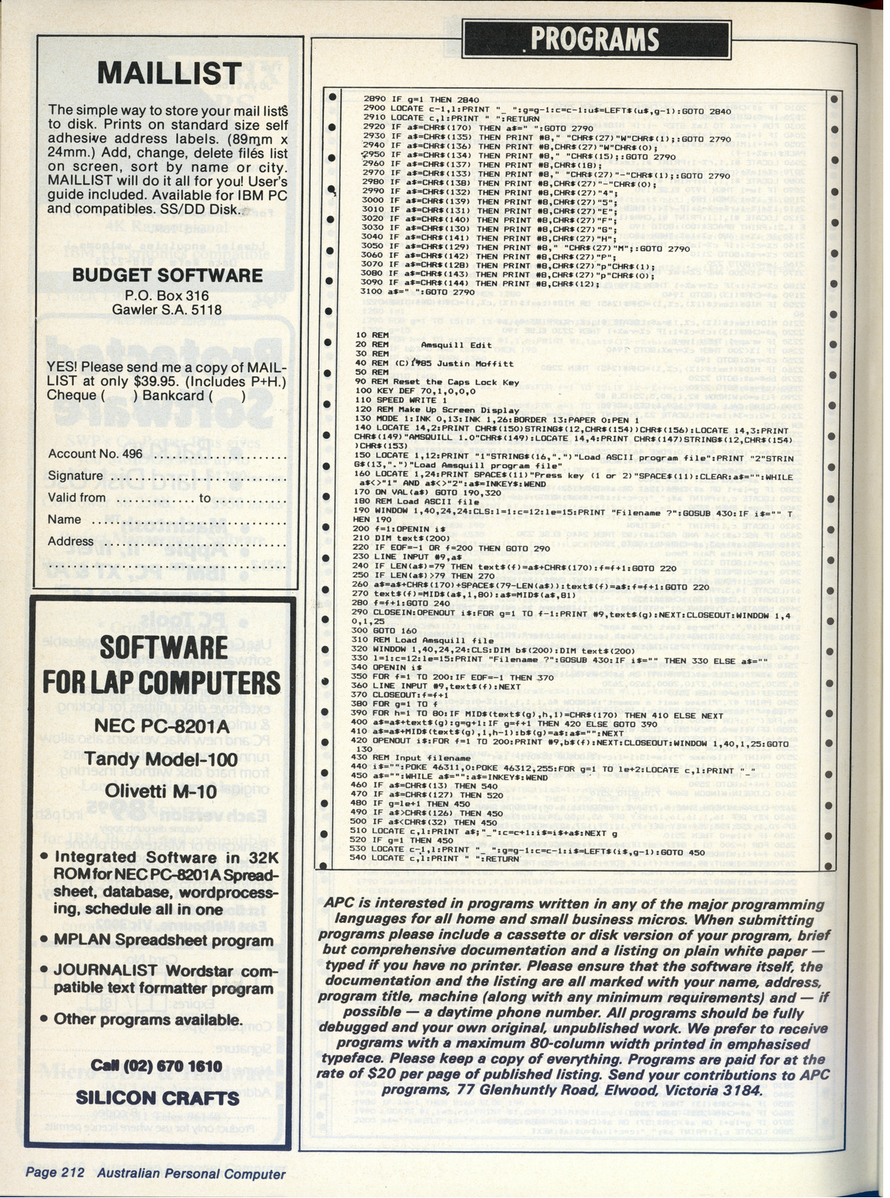 MAILLIST
The simple way to store your mail lists
to disk. Prints on standard size self
adhesive address labels. (89mm x
24mm.) Add, change, delete files list
on screen, sort by name or city.
MAILLIST will do it all for you! User's
guide included. Available for IBM PC
and compatibles. SS/DD Disk.
BUDGET SOFTWARE
P.O. Box 316
Gawler S.A. 5118
YES! Please send me a copy of MAIL-
LIST at only $39.95. (Includes P+H.)
Cheque (    ) Bankcard (    )
Account No. 496 ......................
Signature ............................
Valid from .............. to ............
Name ..............................
Address ............................
SOFTWARE
FOR LAP COMPUTERS
NEC PC-8201A
Tandy Model-100
Olivetti M-10
• Integrated Software in 32K
ROM for NEC PC-8201A Spread-
sheet, database, wordprocess-
ing, schedule all in one
• MPLAN Spreadsheet program
• JOURNALIST Wordstar com-
patible text formatter program
• Other programs available.
Call (02) 670 1610
SILICON CRAFTS
PROGRAMS
2890 IF g=1 THEN 2840
2900 LOCATE c-1,1:PRINT "_ ":g=g-1:c=c-1:u$=LEFT$(u$,g-1):GOTO 2840
2910 LOCATE c,1:PRINT " ":RETURN
2920 IF a$=CHR$(170) THEN a$=" ":GOTO 2790
2930 IF a$=CHR$(135) THEN PRINT #8," "CHR$(27)"W"CHR$(1);:GOTO 2790
2940 IF a$=CHR$(136) THEN PRINT #8,CHR$(27)"W"CHR$(0);
2950 IF a$=CHR$(134) THEN PRINT #8," "CHR$(15);:GOTO 2790
2960 IF a$=CHR$(137) THEN PRINT #8,CHR$(18);
2970 IF a$=CHR$(133) THEN PRINT #8," "CHR$(27)"-"CHR$(1);:GOTO 2790
2980 IF a$=CHR$(138) THEN PRINT #8,CHR$(27)"-"CHR$(0);
2990 IF a$=CHR$(132) THEN PRINT #8,CHR$(27)"4";
3000 IF a$=CHR$(139) THEN PRINT #8,CHR$(27)"5";
3010 IF a$=CHR$(131) THEN PRINT #8,CHR$(27)"E";
3020 IF a$=CHR$(140) THEN PRINT #8,CHR$(27)"F";
3030 IF a$=CHR$(130) THEN PRINT #8,CHR$(27)"G";
3040 IF a$=CHR$(141) THEN PRINT #8,CHR$(27)"H";
3050 IF a$=CHR$(129) THEN PRINT #8," "CHR$(27)"M";:GOTO 2790
3060 IF a$=CHR$(142) THEN PRINT #8,CHR$(27)"P";
3070 IF a$=CHR$(128) THEN PRINT #8,CHR$(27)"p"CHR$(1);
3080 IF a$=CHR$(143) THEN PRINT #8,CHR$(27)"p"CHR$(0);
3090 IF a$=CHR$(144) THEN PRINT #8,CHR$(12);
3100 a$=" ":GOTO 2790
10 REM
20 REM       Amsquill Edit
30 REM
40 REM (C)1985 Justin Moffitt
50 REM
90 REM Reset the Caps Lock Key
100 KEY DEF 70,1,0,0,0
110 SPEED WRITE 1
120 REM Make Up Screen Display
130 MODE 1:INK 0,13:INK 1,26:BORDER 13:PAPER 0:PEN 1
140 LOCATE 14,2:PRINT CHR$(150)STRING$(12,CHR$(154))CHR$(156):LOCATE 14,3:PRINT
CHR$(149)"AMSQUILL 1.0"CHR$(149):LOCATE 14,4:PRINT CHR$(147)STRING$(12,CHR$(154)
)CHR$(153)
150 LOCATE 1,12:PRINT "1"STRING$(16,".")"Load ASCII program file":PRINT "2"STRIN
G$(13,".")"Load Amsquill program file"
160 LOCATE 1,24:PRINT SPACE$(11)"Press key (1 or 2)"SPACE$(11):CLEAR:a$="":WHILE
a$<>"1" AND a$<>"2":a$=INKEY$:WEND
170 ON VAL(a$) GOTO 190,320
180 REM Load ASCII file
190 WINDOW 1,40,24,24:CLS:l=1:c=12:le=15:PRINT "Filename ?":GOSUB 430:IF i$="" T
HEN 190
200 f=1:OPENIN i$
210 DIM text$(200)
220 IF EOF=-1 OR f=200 THEN GOTO 290
230 LINE INPUT #9,a$
240 IF LEN(a$)=79 THEN text$(f)=a$+CHR$(170):f=f+1:GOTO 220
250 IF LEN(a$)>79 THEN 270
260 a$=a$+CHR$(170)+SPACE$(79-LEN(a$)):text$(f)=a$:f=f+1:GOTO 220
270 text$(f)=MID$(a$,1,80):a$=MID$(a$,81)
280 f=f+1:GOTO 240
290 CLOSEIN:OPENOUT i$:FOR g=1 TO f-1:PRINT #9,text$(g):NEXT:CLOSEOUT:WINDOW 1,4
0,1,25
300 GOTO 160
310 REM Load Amsquill file
320 WINDOW 1,40,24,24:CLS:DIM b$(200):DIM text$(200)
330 l=1:c=12:le=15:PRINT "Filename ?":GOSUB 430:IF i$="" THEN 330 ELSE a$=""
340 OPENIN i$
350 FOR f=1 TO 200:IF EOF=-1 THEN 370
360 LINE INPUT #9,text$(f):NEXT
370 CLOSEOUT:f=f+1
380 FOR g=1 TO f
390 FOR h=1 TO 80:IF MID$(text$(g),h,1)=CHR$(170) THEN 410 ELSE NEXT
400 a$=a$+text$(g):g=g+1:IF g=f+1 THEN 420 ELSE GOTO 390
410 a$=a$+MID$(text$(g),1,h-1):b$(g)=a$:a$="":NEXT
420 OPENOUT i$:FOR f=1 TO 200:PRINT #9,b$(f):NEXT:CLOSEOUT:WINDOW 1,40,1,25:GOTO
130
430 REM Input filename
440 i$="":POKE 46311,0:POKE 46312,255:FOR g=1 TO le+2:LOCATE c,1:PRINT "_"
450 a$="":WHILE a$="":a$=INKEY$:WEND
460 IF a$=CHR$(13) THEN 540
470 IF a$=CHR$(127) THEN 520
480 IF g=le+1 THEN 450
490 IF a$>CHR$(126) THEN 450
500 IF a$<CHR$(32) THEN 450
510 LOCATE c,1:PRINT a$;"_":c=c+1:i$=i$+a$:NEXT g
520 IF g=1 THEN 450
530 LOCATE c-1,1:PRINT "_ ":g=g-1:c=c-1:i$=LEFT$(i$,g-1):GOTO 450
540 LOCATE c,1:PRINT " ":RETURN
APC is interested in programs written in any of the major programming
languages for all home and small business micros. When submitting
programs please include a cassette or disk version of your program, brief
but comprehensive documentation and a listing on plain white paper —
typed if you have no printer. Please ensure that the software itself, the
documentation and the listing are all marked with your name, address,
program title, machine (along with any minimum requirements) and — if
possible — a daytime phone number. All programs should be fully
debugged and your own original, unpublished work. We prefer to receive
programs with a maximum 80-column width printed in emphasised
typeface. Please keep a copy of everything. Programs are paid for at the
rate of $20 per page of published listing. Send your contributions to APC
programs, 77 Glenhuntly Road, Elwood, Victoria 3184.
Page 212   Australian Personal Computer